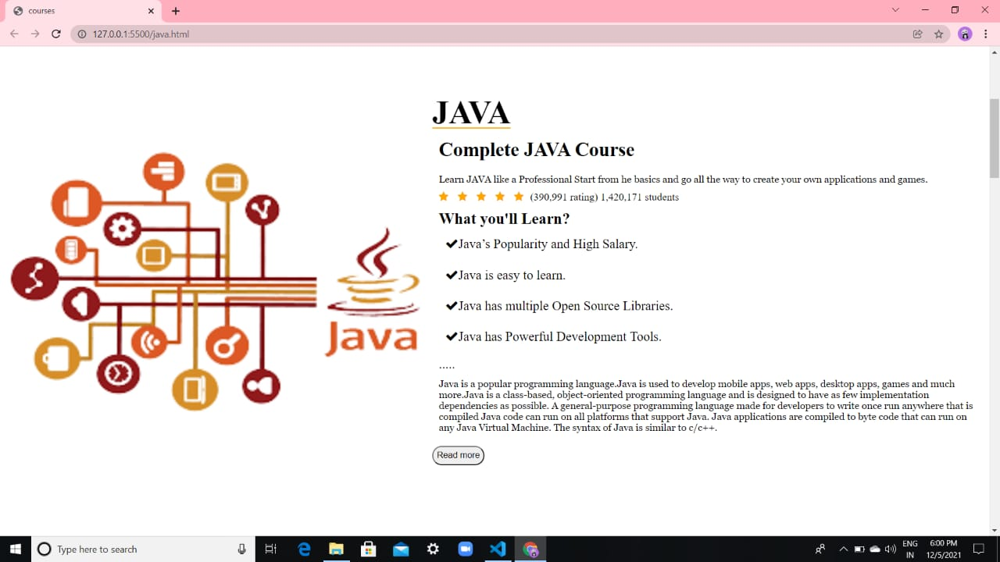 courses
127.0.0.1:5500/java.html
JAVA
Complete JAVA Course
Learn JAVA like a Professional Start from he basics and go all the way to create your own applications and games.
(390,991 rating) 1,420,171 students
What you'll Learn?
Java’s Popularity and High Salary.
Java is easy to learn.
Java has multiple Open Source Libraries.
Java has Powerful Development Tools.
.....
Java is a popular programming language.Java is used to develop mobile apps, web apps, desktop apps, games and much
more.Java is a class-based, object-oriented programming language and is designed to have as few implementation
dependencies as possible. A general-purpose programming language made for developers to write once run anywhere that is
compiled Java code can run on all platforms that support Java. Java applications are compiled to byte code that can run on
any Java Virtual Machine. The syntax of Java is similar to c/c++.
Read more
Java
Type here to search
ENG
IN
6:00 PM
12/5/2021